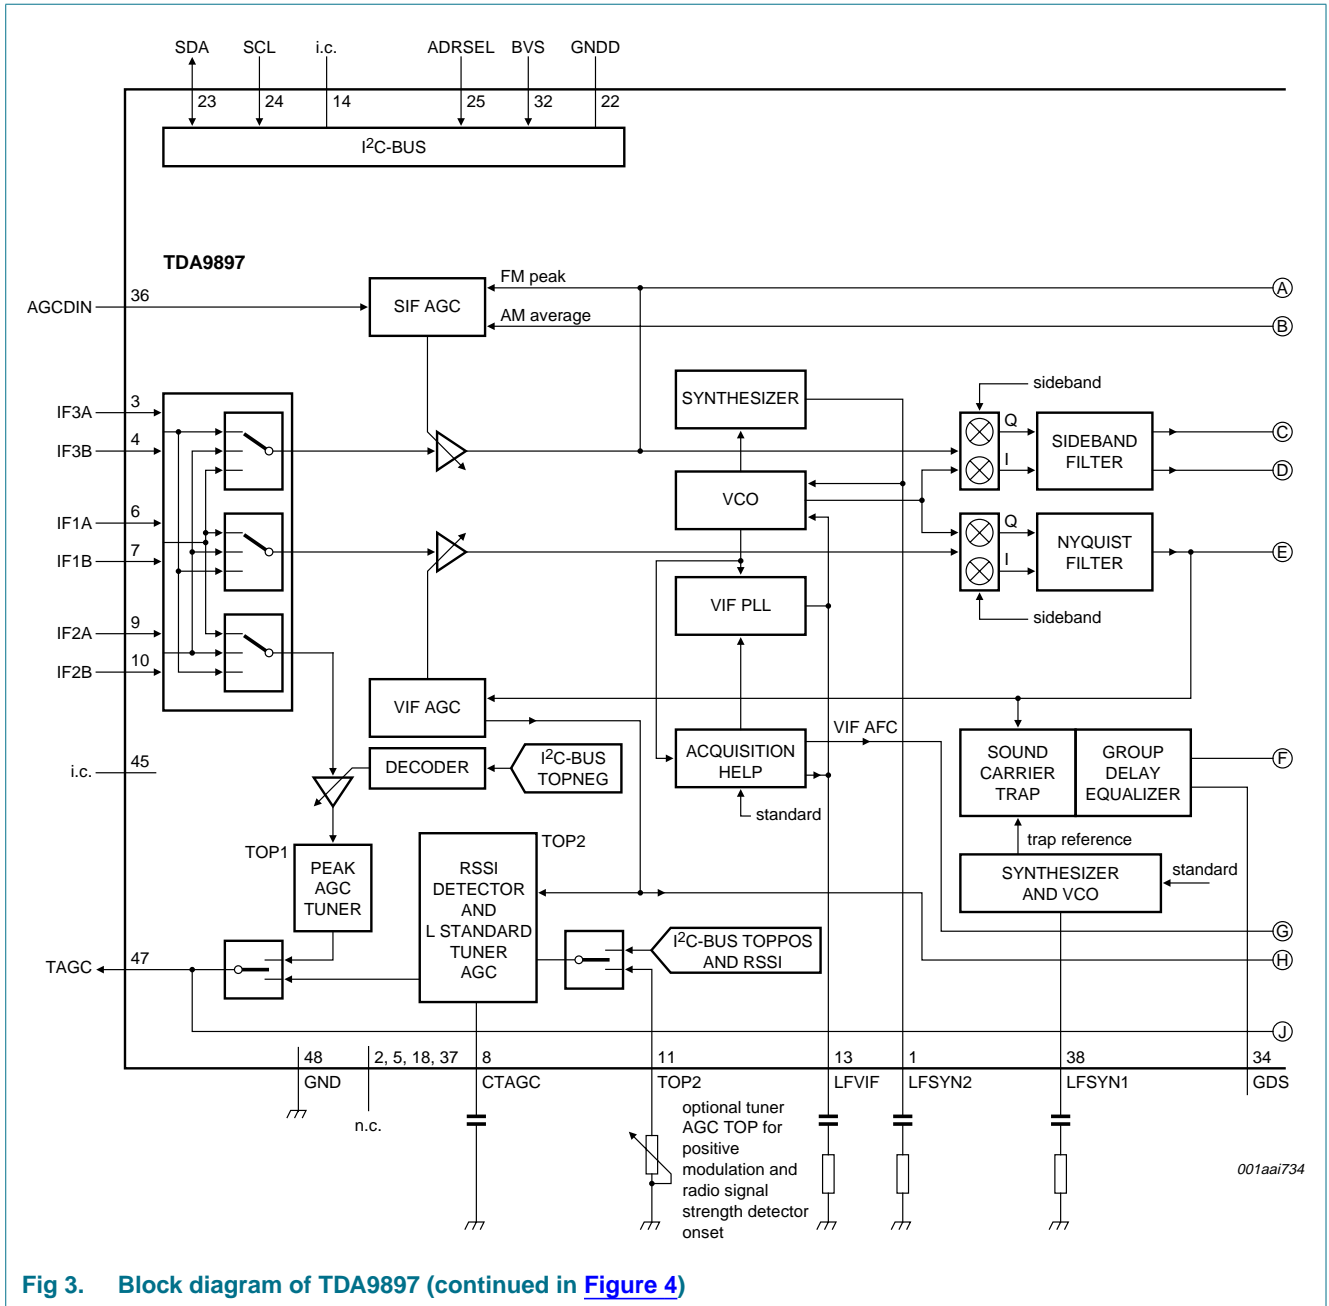 SDA SCL i.c. ADRSEL BVS GNDD
23 24 14 25 32 22
I2C-BUS
TDA9897
AGCDIN 36
SIF AGC
FM peak
A
AM average
B
IF3A 3
IF3B 4
IF1A 6
IF1B 7
IF2A 9
IF2B 10
SYNTHESIZER
VCO
VIF PLL
sideband
Q
I
SIDEBAND
FILTER
C
D
Q
I
NYQUIST
FILTER
E
sideband
VIF AGC
i.c. 45
DECODER
I2C-BUS
TOPNEG
ACQUISITION
HELP
VIF AFC
standard
SOUND
CARRIER
TRAP
GROUP
DELAY
EQUALIZER
F
trap reference
SYNTHESIZER
AND VCO
standard
TOP1
PEAK
AGC
TUNER
TOP2
RSSI
DETECTOR
AND
L STANDARD
TUNER
AGC
I2C-BUS TOPPOS
AND RSSI
G
H
TAGC 47
J
48 2, 5, 18, 37 8 11 13 1 38 34
GND CTAGC TOP2 LFVIF LFSYN2 LFSYN1 GDS
n.c.
optional tuner
AGC TOP for
positive
modulation and
radio signal
strength detector
onset
001aai734
Fig 3. Block diagram of TDA9897 (continued in Figure 4)